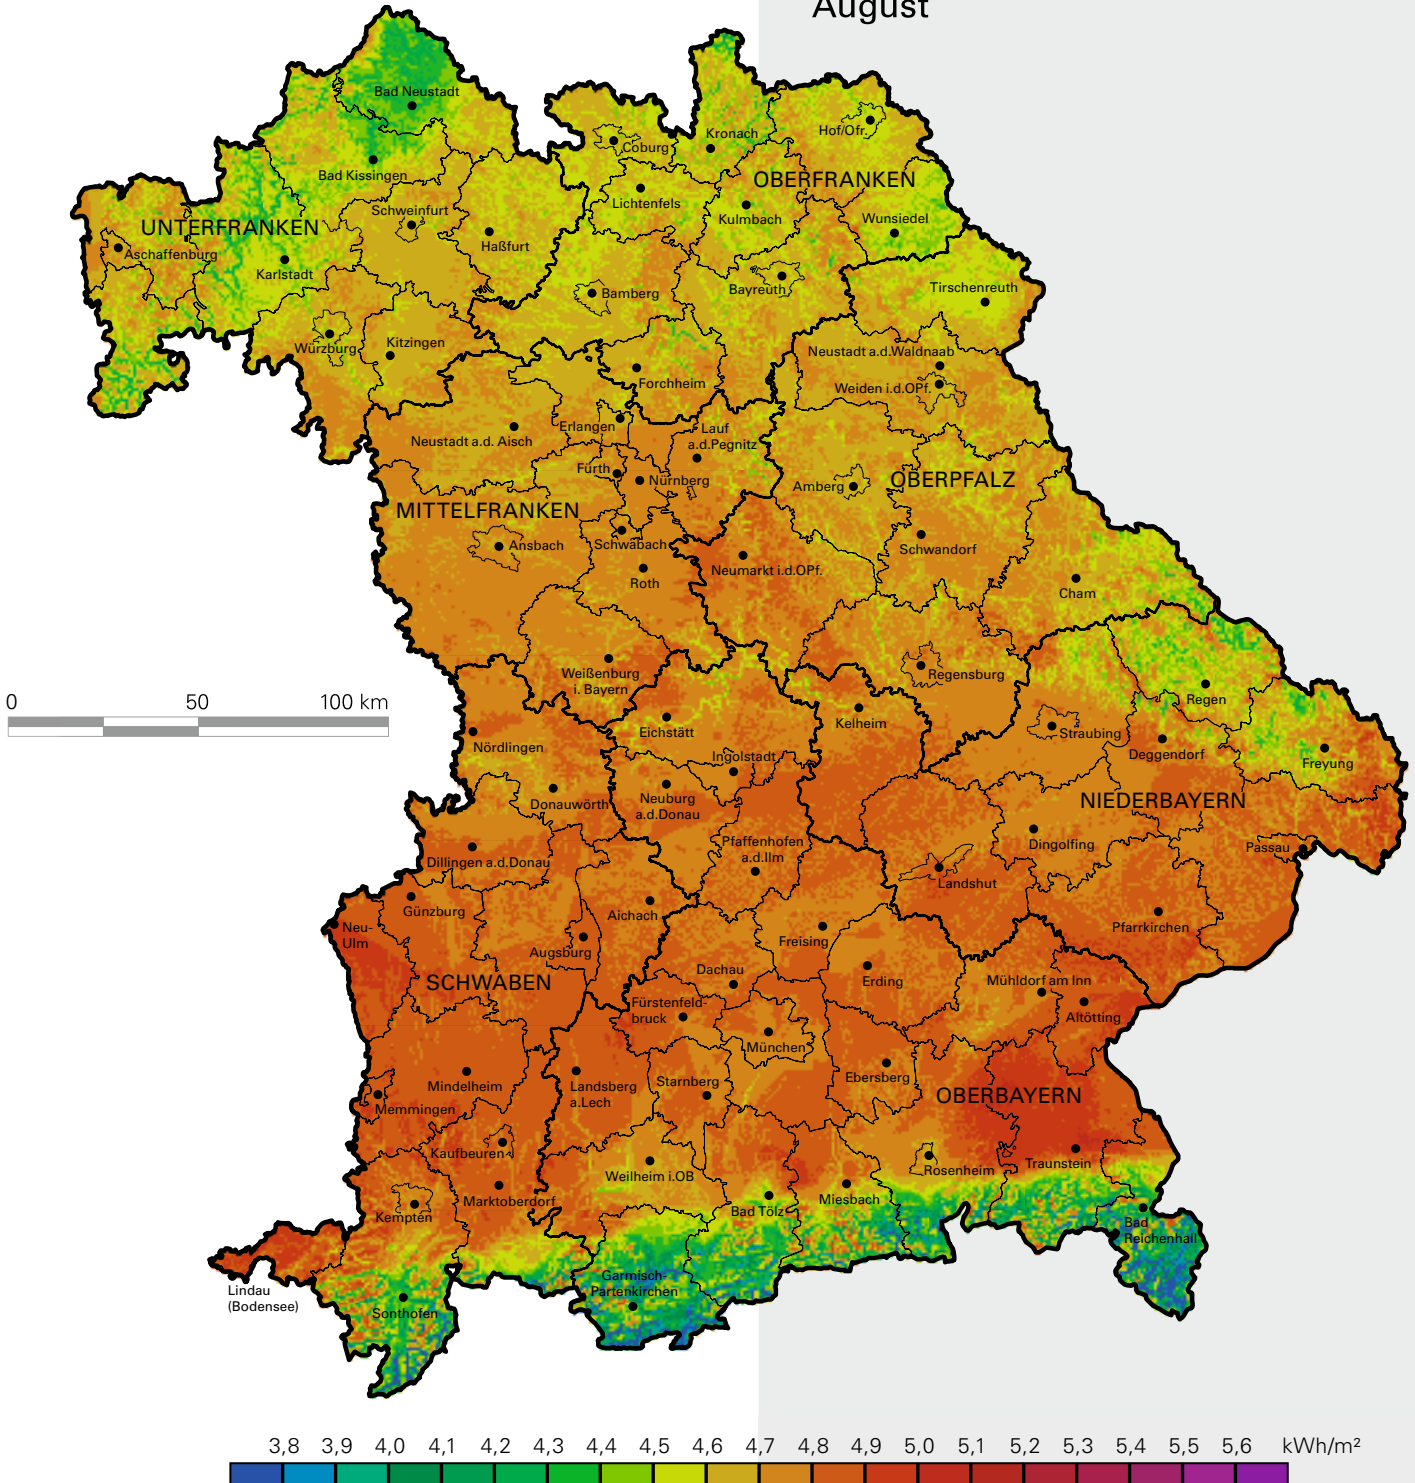 August
Bad Neustadt
Coburg
Kronach
Hof/Ofr.
Bad Kissingen
OBERFRANKEN
Lichtenfels
Kulmbach
Wunsiedel
Schweinfurt
UNTERFRANKEN
Haßfurt
Aschaffenburg
Karlstadt
Bayreuth
Tirschenreuth
Bamberg
Würzburg
Kitzingen
Neustadt a.d.Waldnaab
Forchheim
Weiden i.d.OPf.
Erlangen
Lauf
a.d.Pegnitz
Neustadt a.d. Aisch
Fürth
Nürnberg
Amberg
OBERPFALZ
MITTELFRANKEN
Ansbach
Schwabach
Schwandorf
Roth
Neumarkt i.d.OPf.
Cham
Weißenburg
i. Bayern
Regensburg
Regen
0 50 100 km
Nördlingen
Eichstätt
Kelheim
Straubing
Deggendorf
Freyung
Ingolstadt
Donauwörth
Neuburg
a.d.Donau
NIEDERBAYERN
Pfaffenhofen
a.d.Ilm
Dingolfing
Passau
Dillingen a.d.Donau
Landshut
Günzburg
Aichach
Pfarrkirchen
Neu-
Ulm
Augsburg
Freising
SCHWABEN
Dachau
Erding
Mühldorf am Inn
Fürstenfeld-
bruck
Altötting
München
Mindelheim
Landsberg
a.Lech
Starnberg
Ebersberg
OBERBAYERN
Memmingen
Kaufbeuren
Weilheim i.OB
Rosenheim
Traunstein
Marktoberdorf
Miesbach
Kempten
Bad Tölz
Bad
Reichenhall
Garmisch-
Partenkirchen
Lindau
(Bodensee)
Sonthofen
3,8 3,9 4,0 4,1 4,2 4,3 4,4 4,5 4,6 4,7 4,8 4,9 5,0 5,1 5,2 5,3 5,4 5,5 5,6 kWh/m²